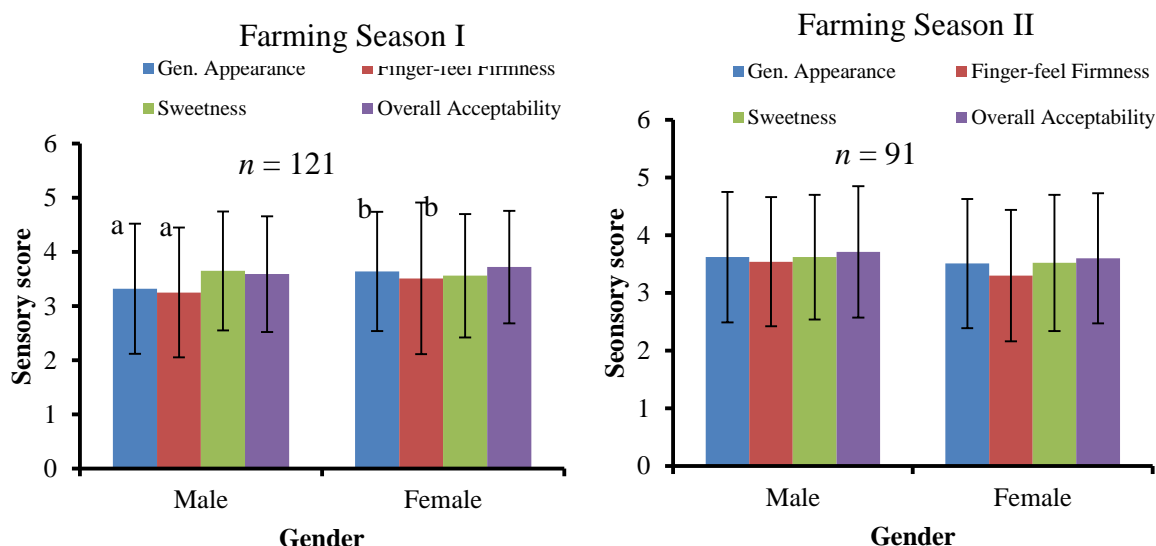 Farming Season I
Gen. Appearance
Finger-feel Firmness
Sweetness
Overall Acceptability
6
5
4
3
2
1
0
n = 121
a
a
b
b
Sensory score
Male
Female
Gender
Farming Season II
Gen. Appearance
Finger-feel Firmness
Sweetness
Overall Acceptability
6
5
4
3
2
1
0
n = 91
Seonsory score
Male
Female
Gender